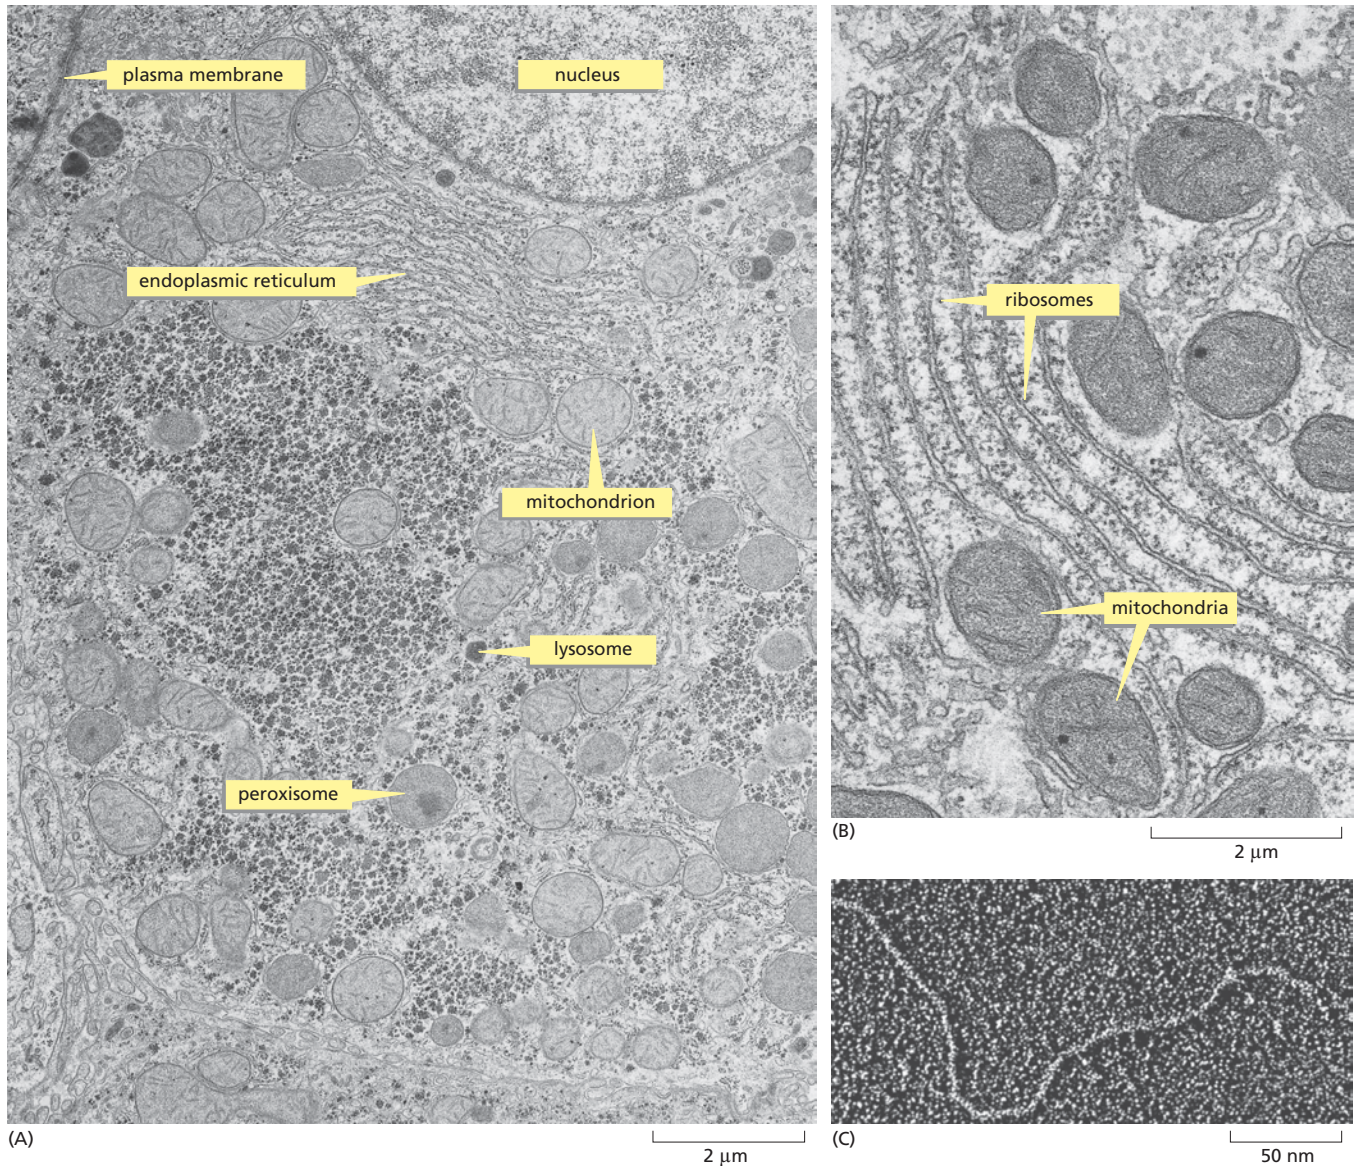 plasma membrane
nucleus
endoplasmic reticulum
mitochondrion
lysosome
peroxisome
(A)
2 μm
ribosomes
mitochondria
(B)
2 μm
(C)
50 nm